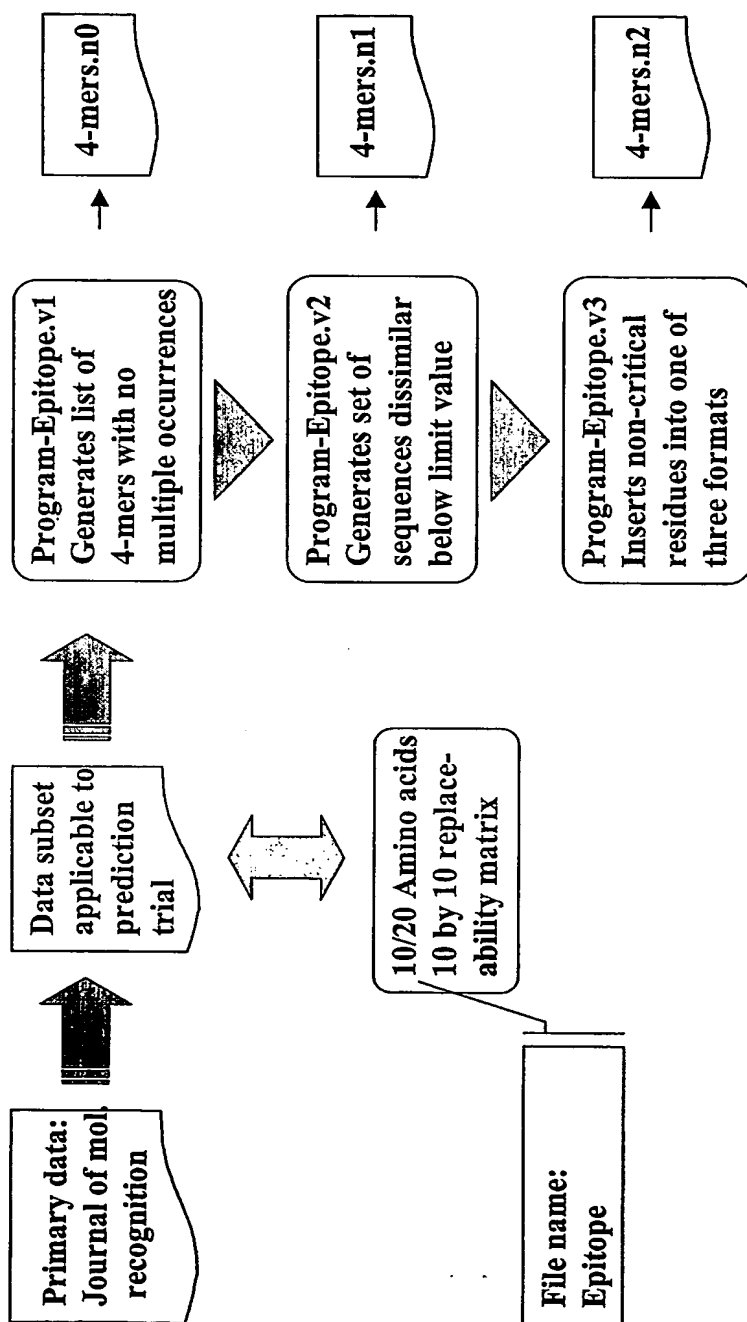 Primary data:
Journal of mol.
recognition
Data subset
applicable to
prediction
trial
10/20 Amino acids
10 by 10 replace-
ability matrix
File name:
Epitope
Program-Epitope.v1
Generates list of
4-mers with no
multiple occurrences
4-mers.n0
Program-Epitope.v2
Generates set of
sequences dissimilar
below limit value
4-mers.n1
Program-Epitope.v3
Inserts non-critical
residues into one of
three formats
4-mers.n2